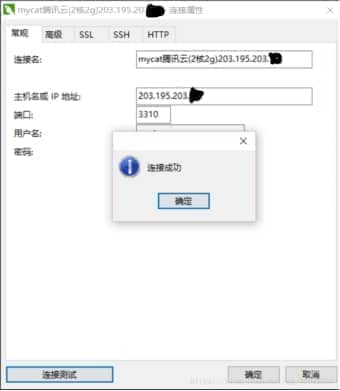 mycat腾讯云(2核2g)203.195.20 连接属性
常规 高级 SSL SSH HTTP
连接名: mycat腾讯云(2核2g)203.195.203.
主机名或 IP 地址: 203.195.203.
端口: 3310
用户名:
密码:
连接成功
确定
连接测试 确定 取消